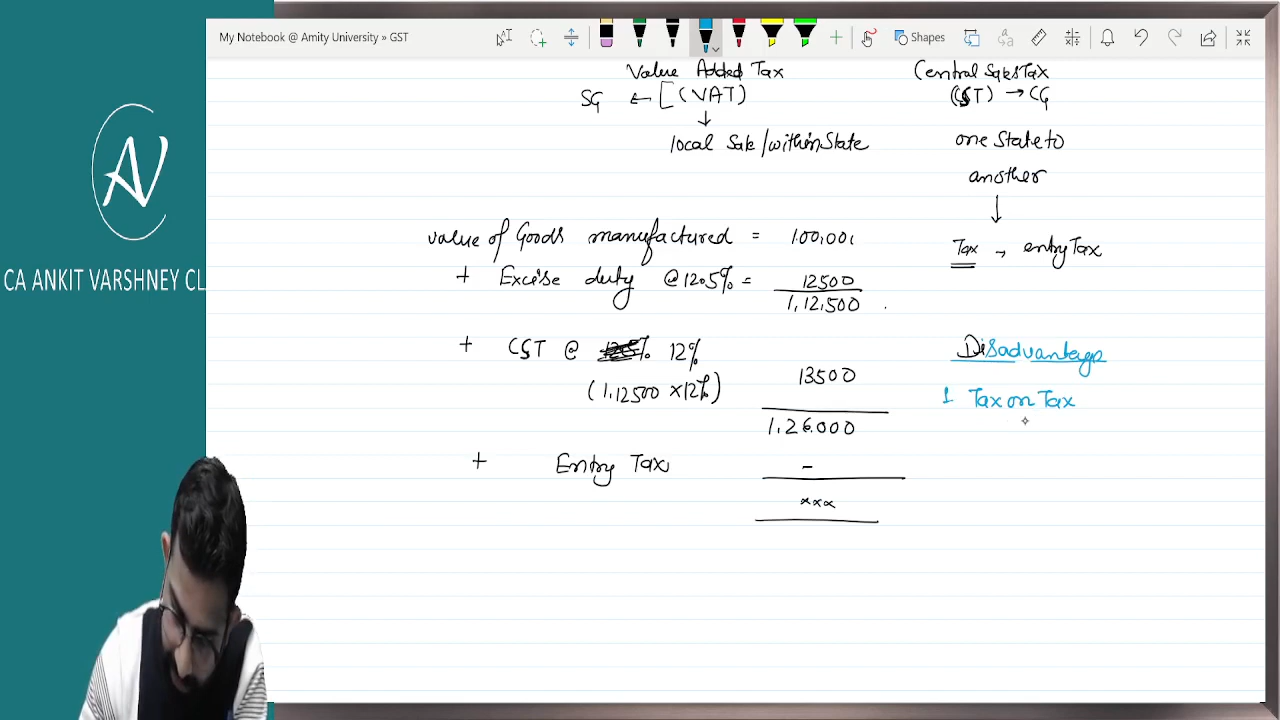 My Notebook @ Amity University » GST
Shapes
Value Added Tax
SG ← [(VAT)
↓
local Sale/within State
Central Sales Tax
(CST) → CG
one State to
another
↓
Tax → entry Tax
value of Goods manufactured = 1,00,000
+ Excise duty @ 12.5% = 12500
1,12,500
+ CST @ 12%
(1,12500 x 12%) 13500
1,26,000
+ Entry Tax -
xxx
Disadvantage
1 Tax on Tax
AV
CA ANKIT VARSHNEY CL